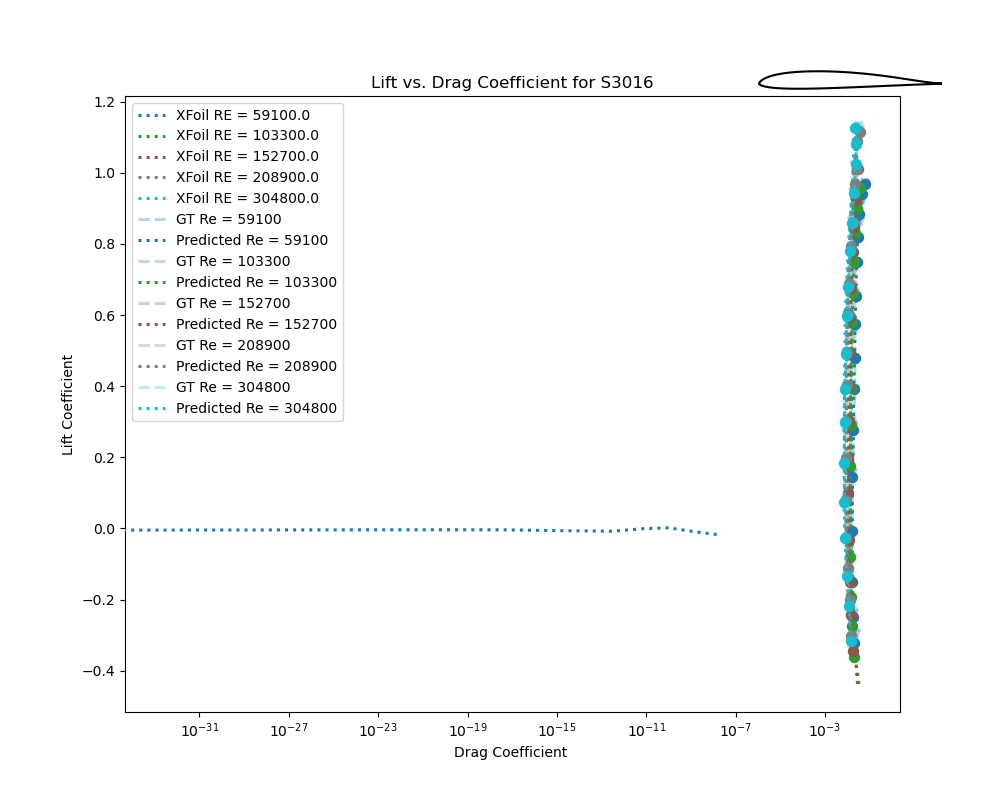 Lift vs. Drag Coefficient for S3016
1.2
1.0
0.8
0.6
0.4
0.2
0.0
−0.2
−0.4
Lift Coefficient
XFoil RE = 59100.0
XFoil RE = 103300.0
XFoil RE = 152700.0
XFoil RE = 208900.0
XFoil RE = 304800.0
GT Re = 59100
Predicted Re = 59100
GT Re = 103300
Predicted Re = 103300
GT Re = 152700
Predicted Re = 152700
GT Re = 208900
Predicted Re = 208900
GT Re = 304800
Predicted Re = 304800
10⁻³¹ 10⁻²⁷ 10⁻²³ 10⁻¹⁹ 10⁻¹⁵ 10⁻¹¹ 10⁻⁷ 10⁻³
Drag Coefficient